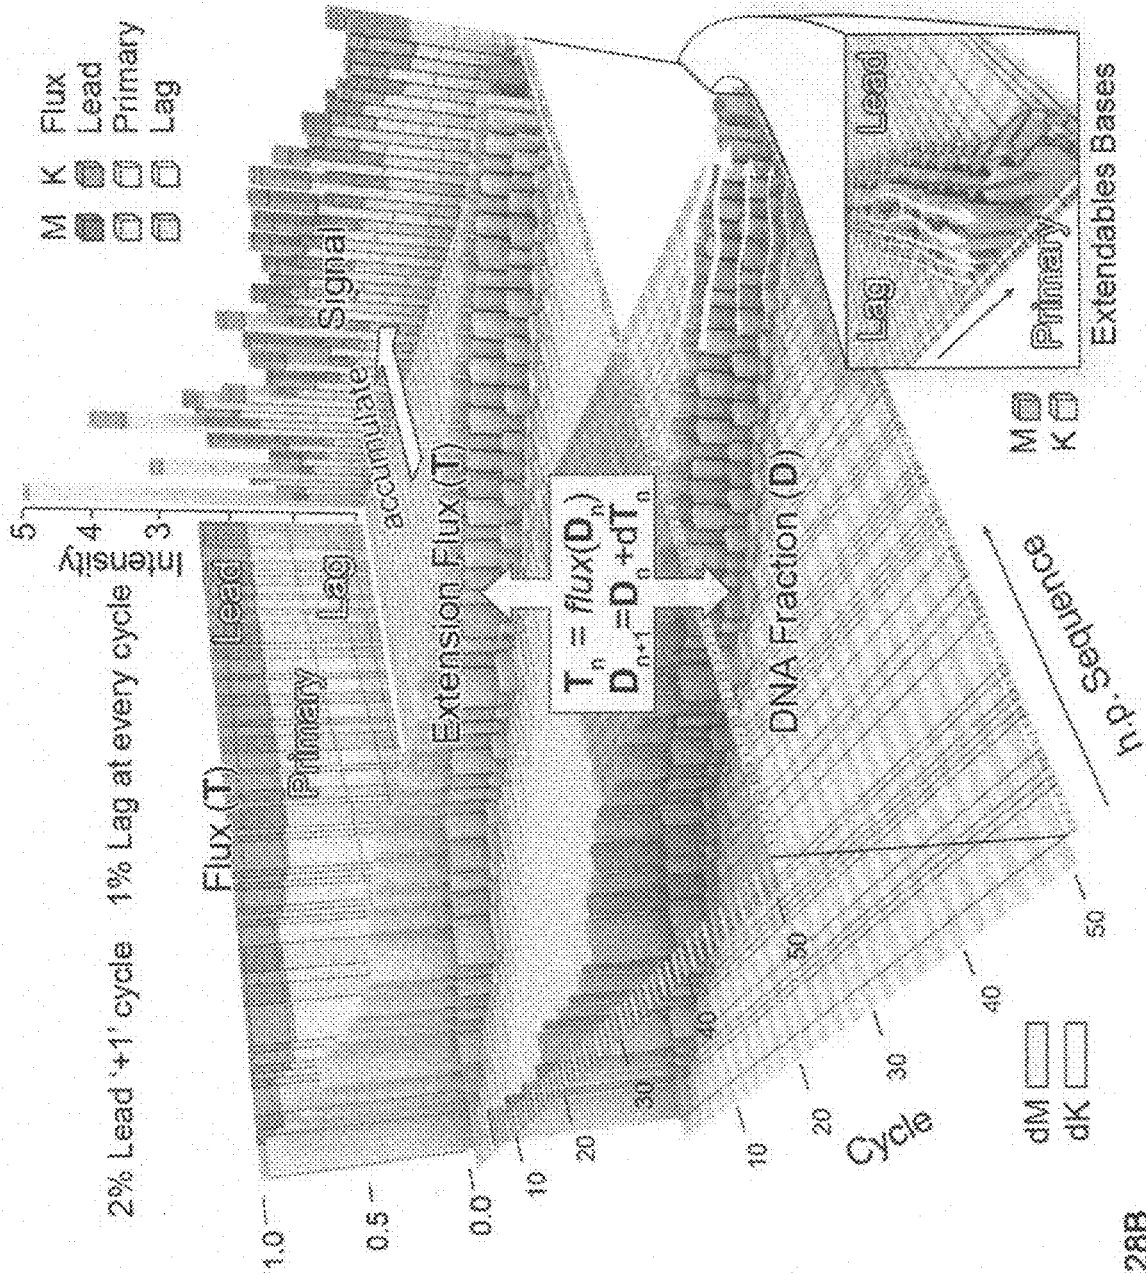 2% Lead '+1' cycle 1% Lag at every cycle
Flux (T)
Lead
Primary
Lag
1.0
0.5
0.0
5
4
3
Intensity
M K Flux
Lead
Primary
Lag
Signal
accumulate
Extension Flux (T)
Tn = flux(Dn)
Dn+1 =Dn+dTn
DNA Fraction (D)
10
20
30
40
50
10
20
30
40
50
Cycle
n.p. Sequence
dM
dK
M
K
Lag
Lead
Primary
Extendables Bases
28B